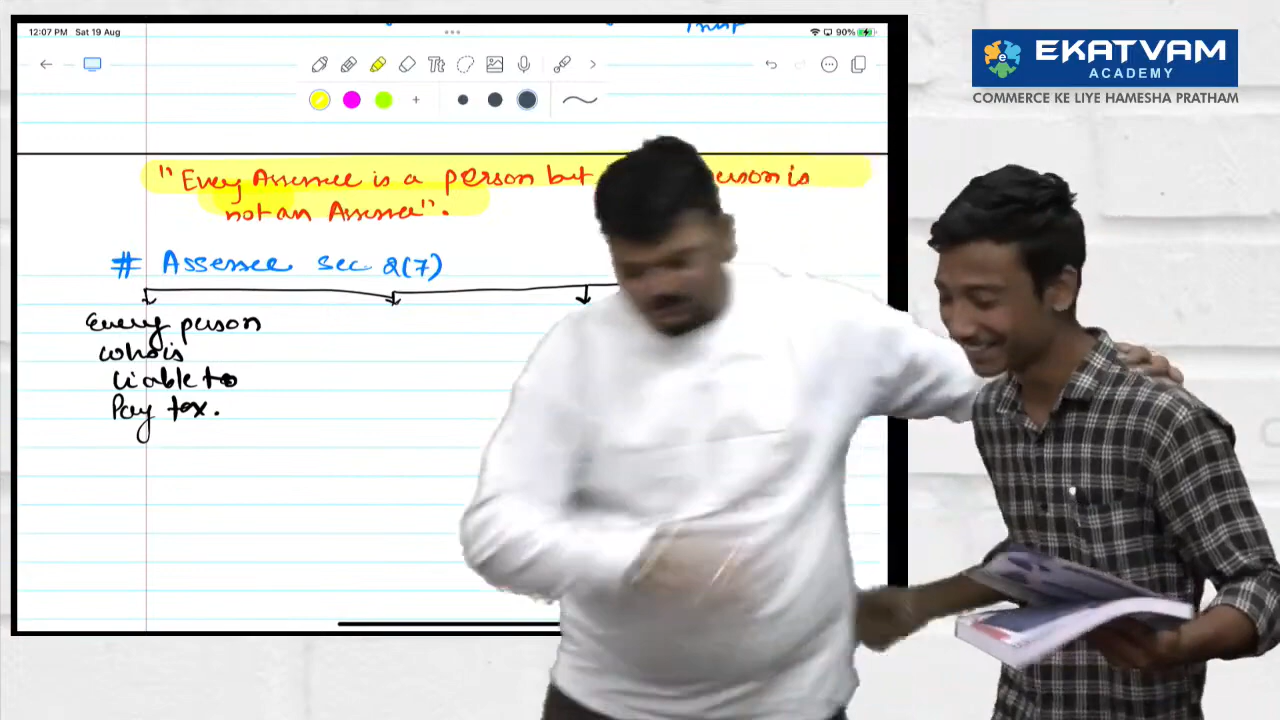 12:07 PM Sat 19 Aug
90%
Tt
"Every Assessee is a person but person is
not an Assessee".
# Assessee sec 2(7)
Every person
who is
liable to
Pay tax.
EKATVAM
ACADEMY
COMMERCE KE LIYE HAMESHA PRATHAM